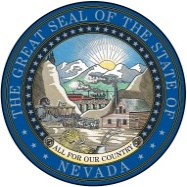 THE GREAT SEAL OF THE STATE OF
NEVADA
ALL FOR OUR COUNTRY